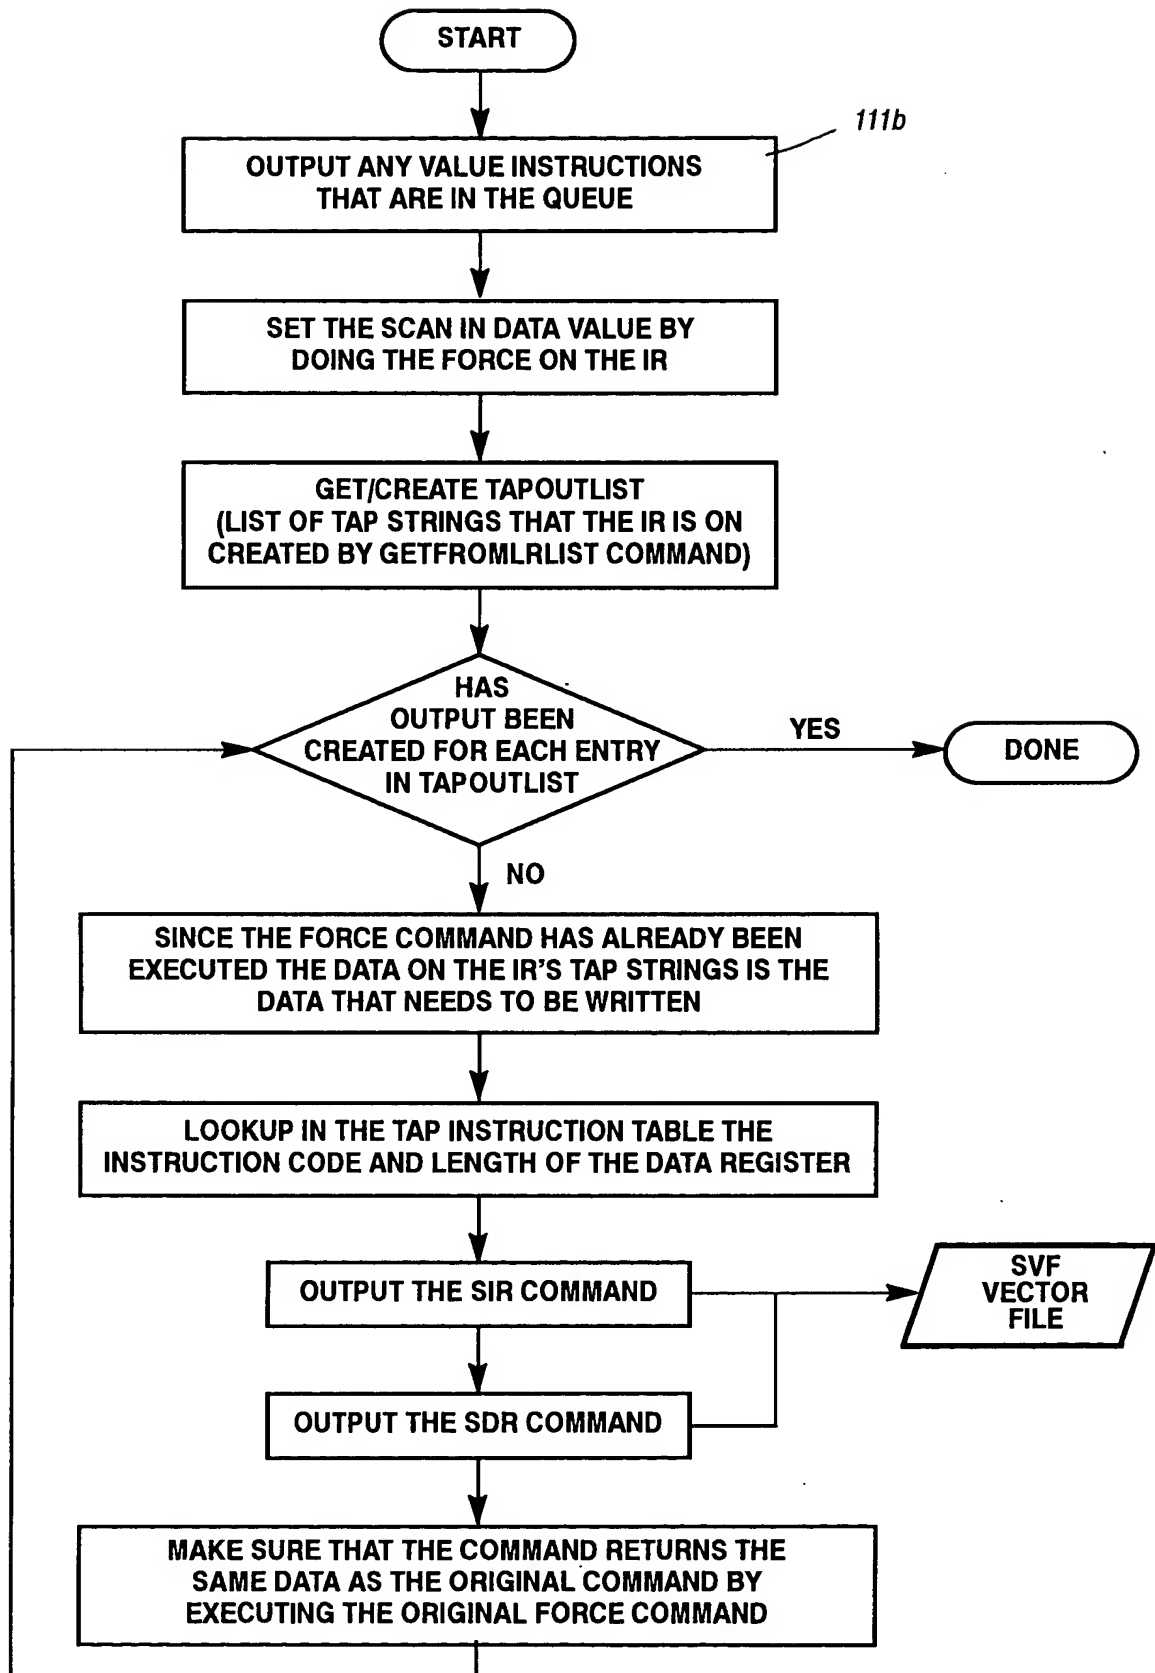 START
111b
OUTPUT ANY VALUE INSTRUCTIONS
THAT ARE IN THE QUEUE
SET THE SCAN IN DATA VALUE BY
DOING THE FORCE ON THE IR
GET/CREATE TAPOUTLIST
(LIST OF TAP STRINGS THAT THE IR IS ON
CREATED BY GETFROMLRLIST COMMAND)
HAS
OUTPUT BEEN
CREATED FOR EACH ENTRY
IN TAPOUTLIST
YES
DONE
NO
SINCE THE FORCE COMMAND HAS ALREADY BEEN
EXECUTED THE DATA ON THE IR'S TAP STRINGS IS THE
DATA THAT NEEDS TO BE WRITTEN
LOOKUP IN THE TAP INSTRUCTION TABLE THE
INSTRUCTION CODE AND LENGTH OF THE DATA REGISTER
OUTPUT THE SIR COMMAND
SVF
VECTOR
FILE
OUTPUT THE SDR COMMAND
MAKE SURE THAT THE COMMAND RETURNS THE
SAME DATA AS THE ORIGINAL COMMAND BY
EXECUTING THE ORIGINAL FORCE COMMAND